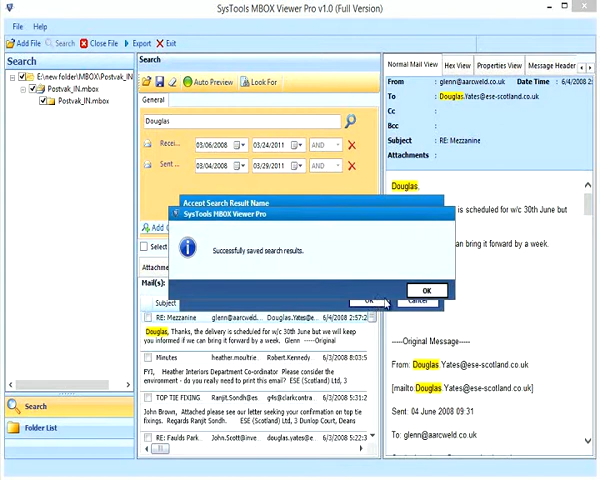 SysTools MBOX Viewer Pro v1.0 (Full Version)
File Help
Add File Search Close File Export Exit
Search
E:\new folder\MBOX\Postvak_IN.mbox
Postvak_IN.mbox
Postvak_IN.mbox
Search
Folder List
Search
Auto Preview Look For
General
Douglas
Recei... 03/06/2008 03/24/2011 AND
Sent ... 03/04/2008 03/29/2011 AND
Accept Search Result Name
SysTools MBOX Viewer Pro
Successfully saved search results.
OK
OK Cancel
Add
Select
Attachme
Mail(s):
Subject
RE: Mezzanine glenn@aarcweld.c... Douglas.Yates@e... 6/4/2008 2:57:2
Douglas, Thanks, the delivery is scheduled for w/c 30th June but we will
keep you informed if we can bring it forward by a week. Glenn -----Original
Minutes heather.moultrie... Robert.Kennedy... 6/3/2008 8:03:5
FYI, Heather Interiors Department Co-ordinator Please consider the
environment - do you really need to print this email? ESE (Scotland) Ltd, 3
TOP TIE FIXING Ranjit.Sondh@es... g4s@clarkcontra... 6/3/2008 5:31:2
John Brown, Attached please see our letter seeking your confirmation on top tie
fixings. Regards Ranjit Sondh. ESE (Scotland) Ltd, 3 Dunlop Court, Deans
RE: Faulds Park John.Scott@inver... douglas.yates@e... 6/3/2008 5:22:3
Normal Mail View Hex View Properties View Message Header
From : glenn@aarcweld.co.uk Date Time : 6/4/2008 2
To : Douglas.Yates@ese-scotland.co.uk
Cc :
Bcc :
Subject : RE: Mezzanine
Attachments :
Douglas,
is scheduled for w/c 30th June but
an bring it forward by a week.
-----Original Message-----
From: Douglas Yates@ese-scotland.co.uk
[mailto:Douglas.Yates@ese-scotland.co.uk]
Sent: 04 June 2008 09:31
To: glenn@aarcweld.co.uk